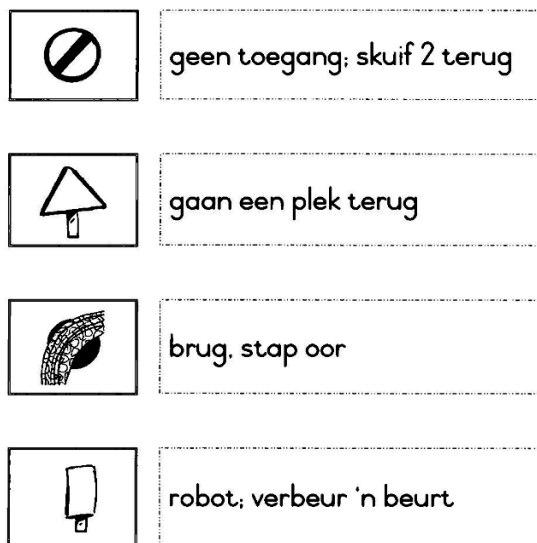 geen toegang; skuif 2 terug
gaan een plek terug
brug, stap oor
robot; verbeur 'n beurt